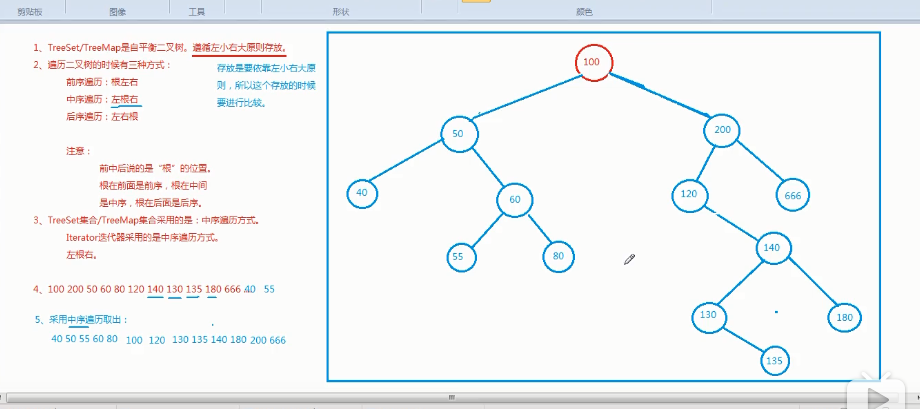 剪贴板
图像
工具
形状
颜色
1、TreeSet/TreeMap是自平衡二叉树。遵循左小右大原则存放。
2、遍历二叉树的时候有三种方式：
前序遍历：根左右
中序遍历：左根右
后序遍历：左右根
存放是要依靠左小右大原
则，所以这个存放的时候
要进行比较。
注意：
前中后说的是“根”的位置。
根在前面是前序，根在中间
是中序，根在后面是后序。
3、TreeSet集合/TreeMap集合采用的是：中序遍历方式。
Iterator迭代器采用的是中序遍历方式。
左根右。
4、100 200 50 60 80 120 140 130 135 180 666 40 55
5、采用中序遍历取出：
40 50 55 60 80 100 120 130 135 140 180 200 666
100
50
200
40
60
120
666
55
80
140
130
180
135